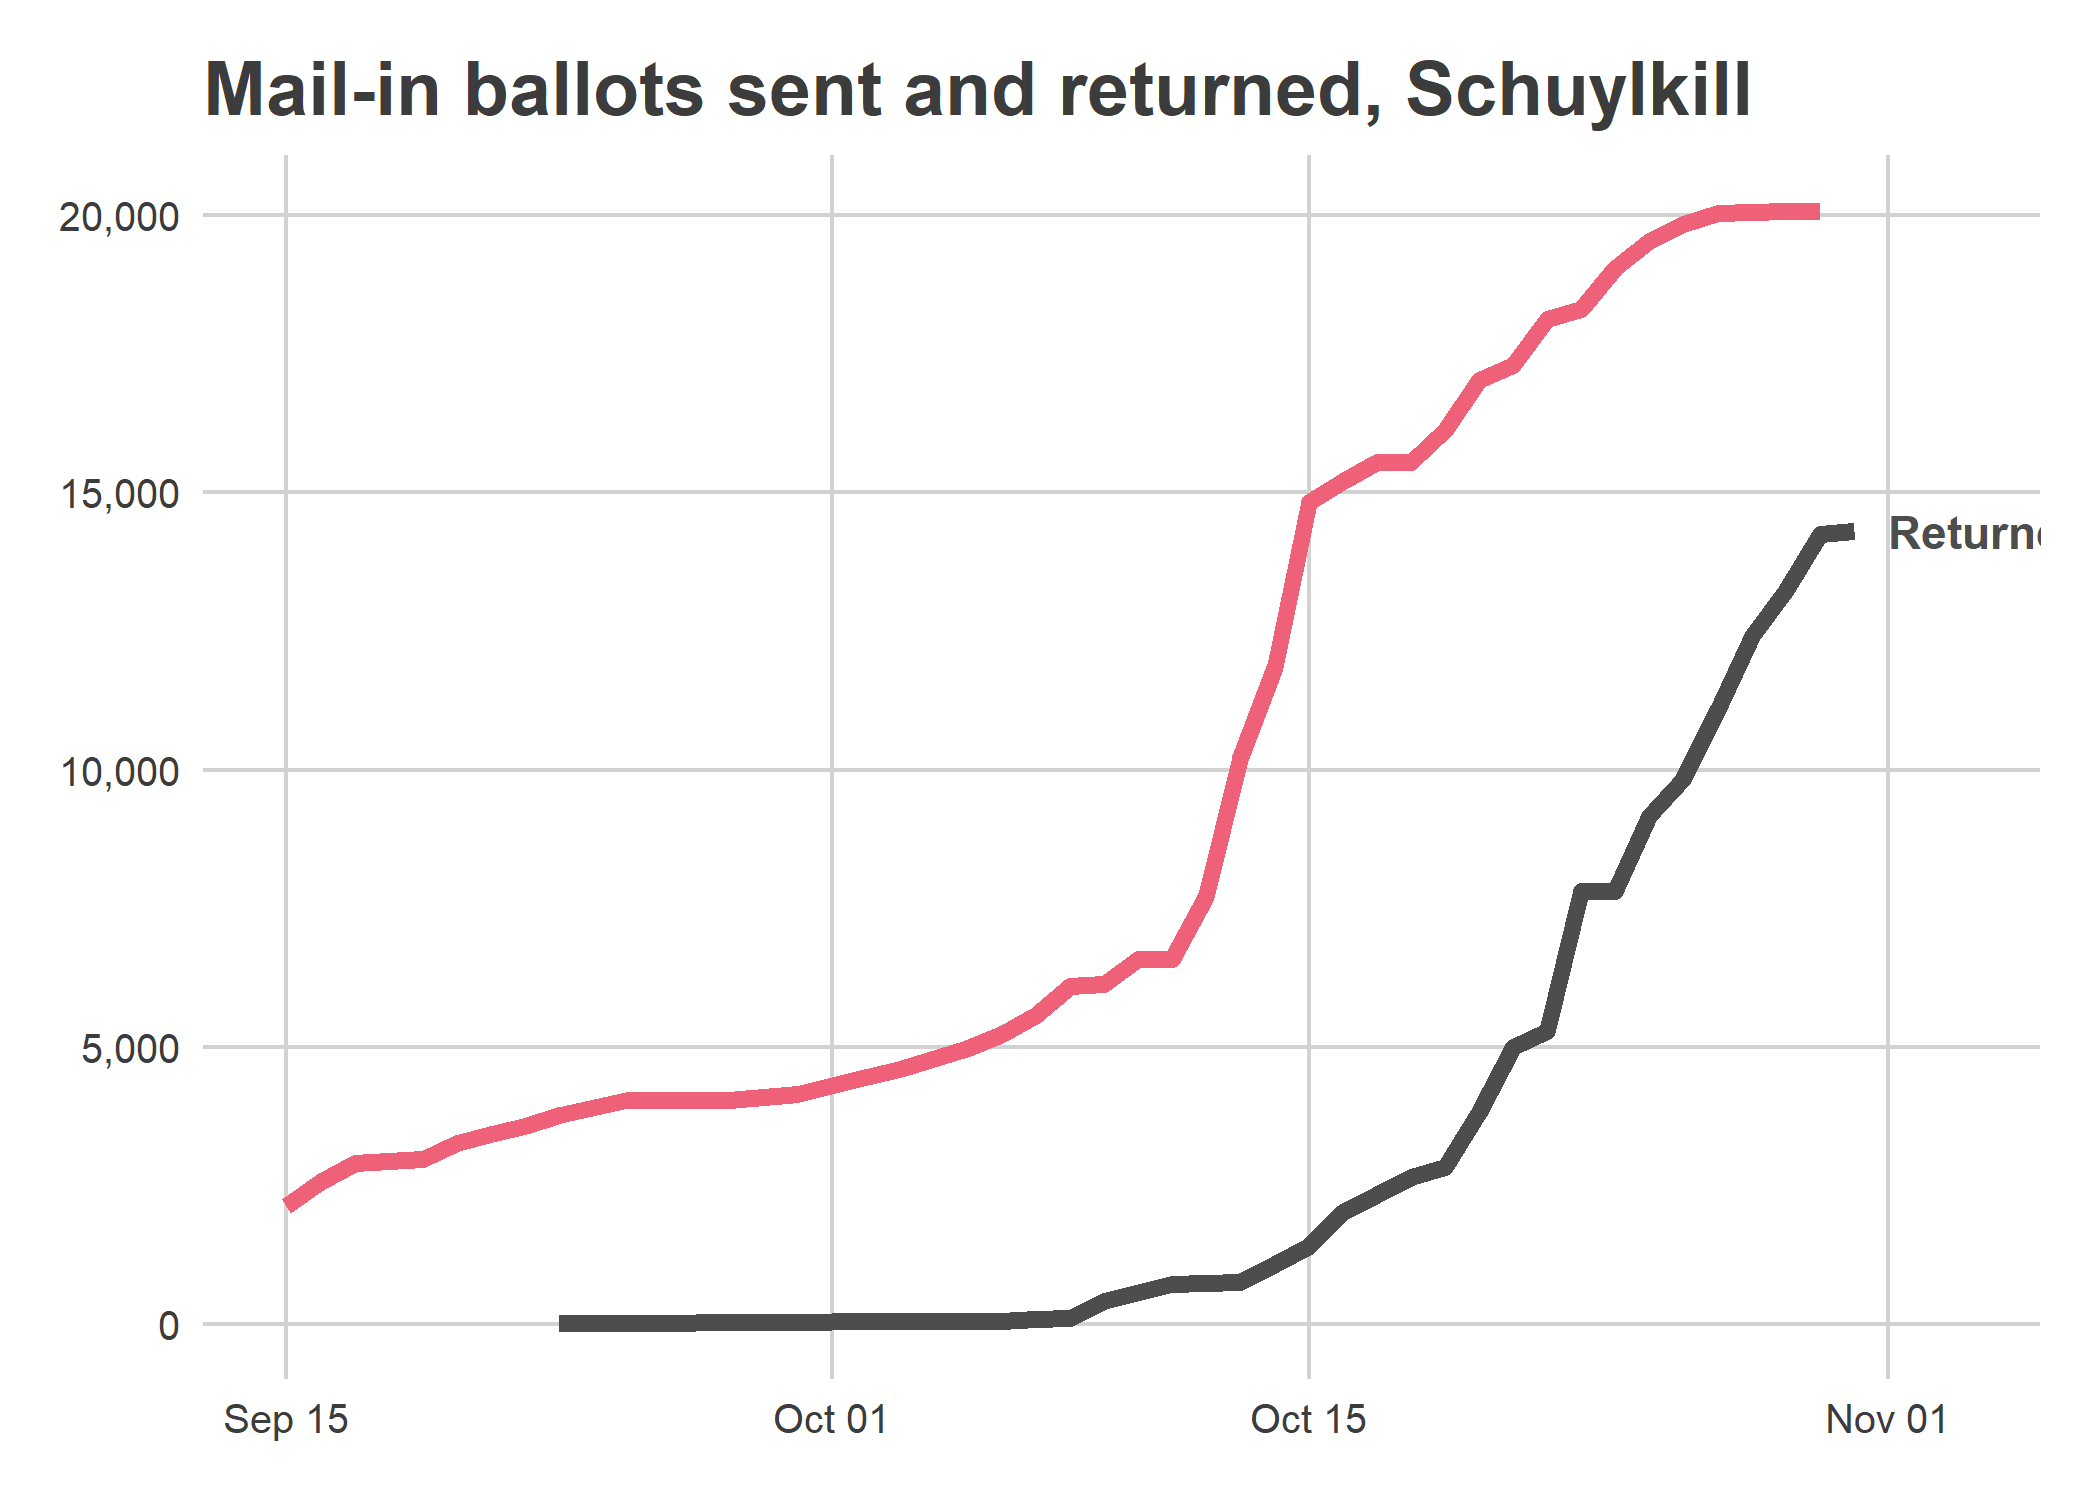 Mail-in ballots sent and returned, Schuylkill
20,000
15,000
Returne
10,000
5,000
0
Sep 15 Oct 01 Oct 15 Nov 01